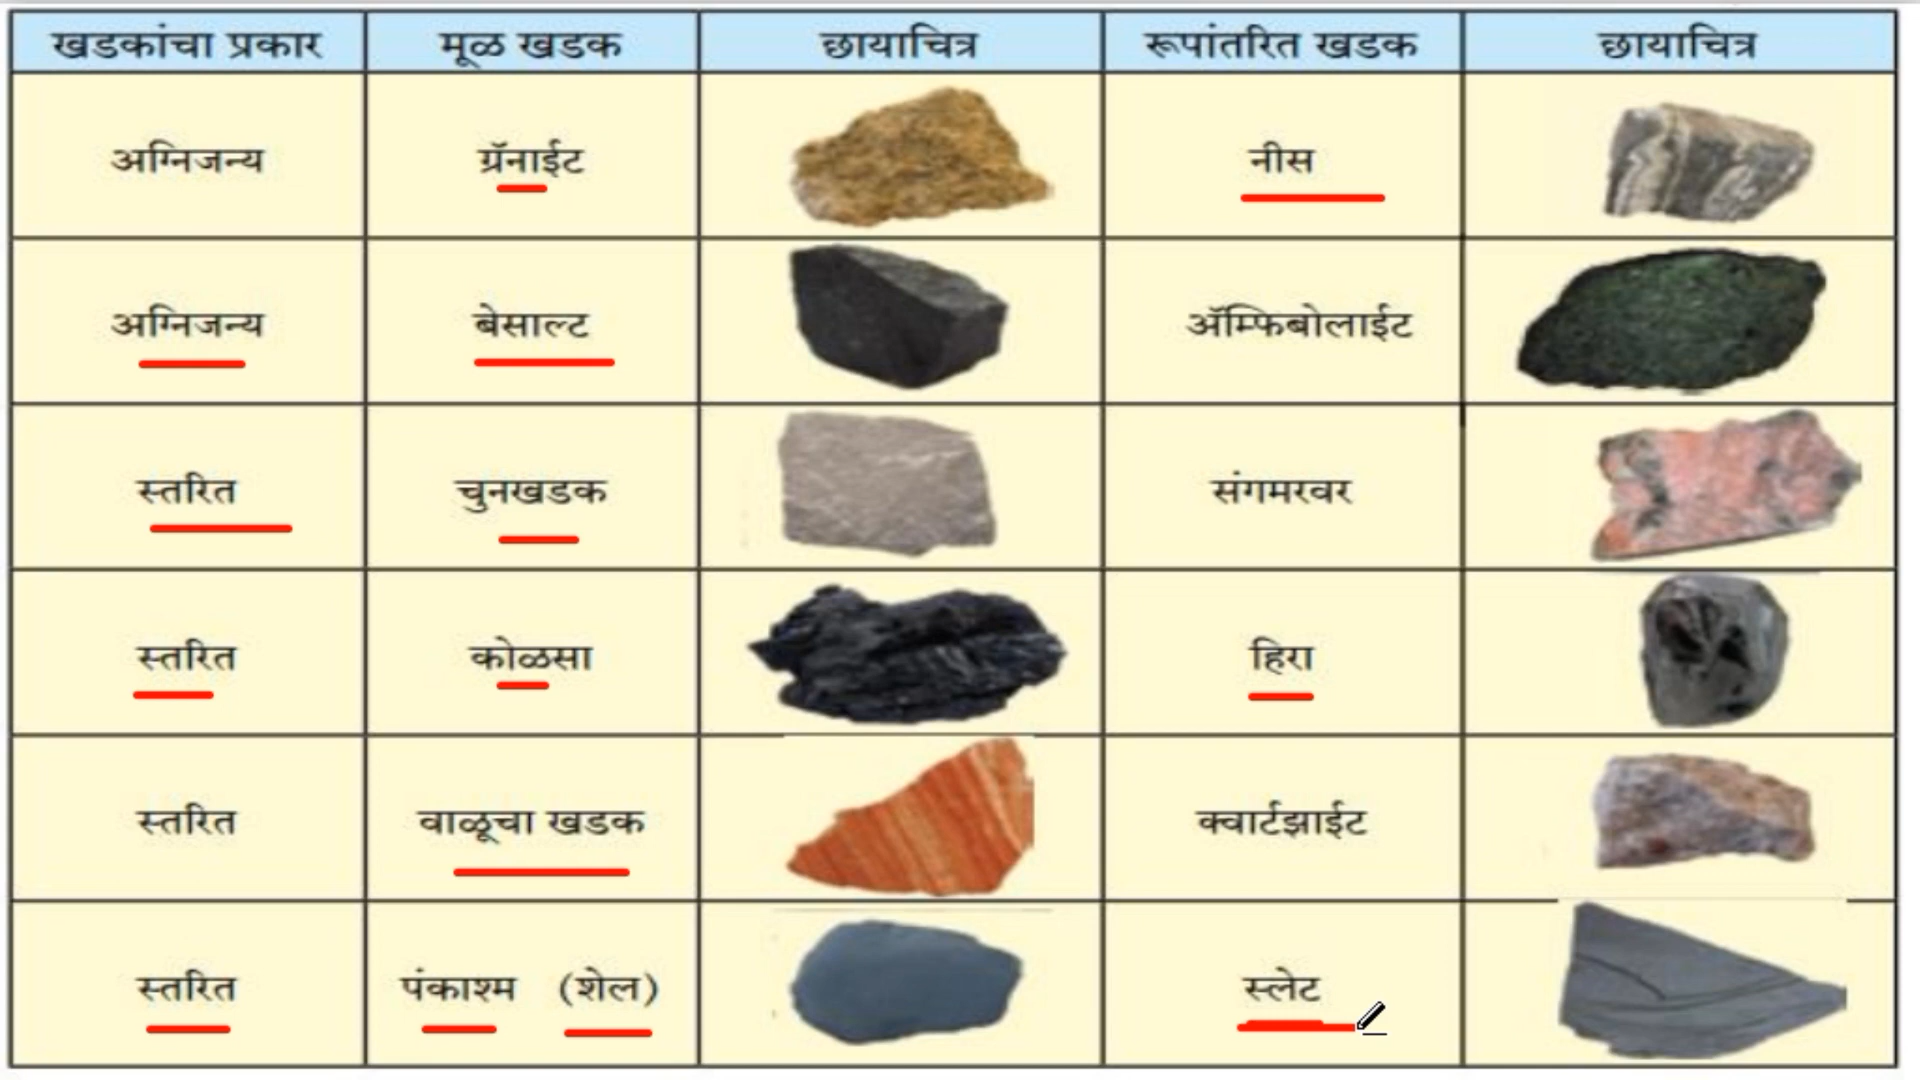 खडकांचा प्रकार मूळ खडक छायाचित्र रूपांतरित खडक छायाचित्र
अग्निजन्य ग्रॅनाईट नीस
अग्निजन्य बेसाल्ट ॲम्फिबोलाईट
स्तरित चुनखडक संगमरवर
स्तरित कोळसा हिरा
स्तरित वाळूचा खडक क्वार्टझाईट
स्तरित पंकाश्म (शेल) स्लेट